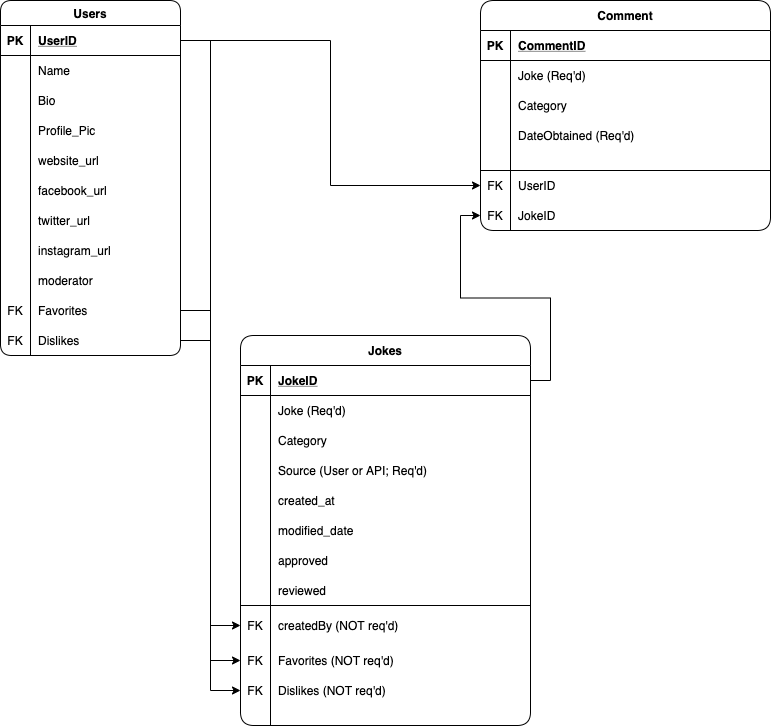 Users
PK UserID
Name
Bio
Profile_Pic
website_url
facebook_url
twitter_url
instagram_url
moderator
FK Favorites
FK Dislikes
Comment
PK CommentID
Joke (Req'd)
Category
DateObtained (Req'd)
FK UserID
FK JokeID
Jokes
PK JokeID
Joke (Req'd)
Category
Source (User or API; Req'd)
created_at
modified_date
approved
reviewed
FK createdBy (NOT req'd)
FK Favorites (NOT req'd)
FK Dislikes (NOT req'd)